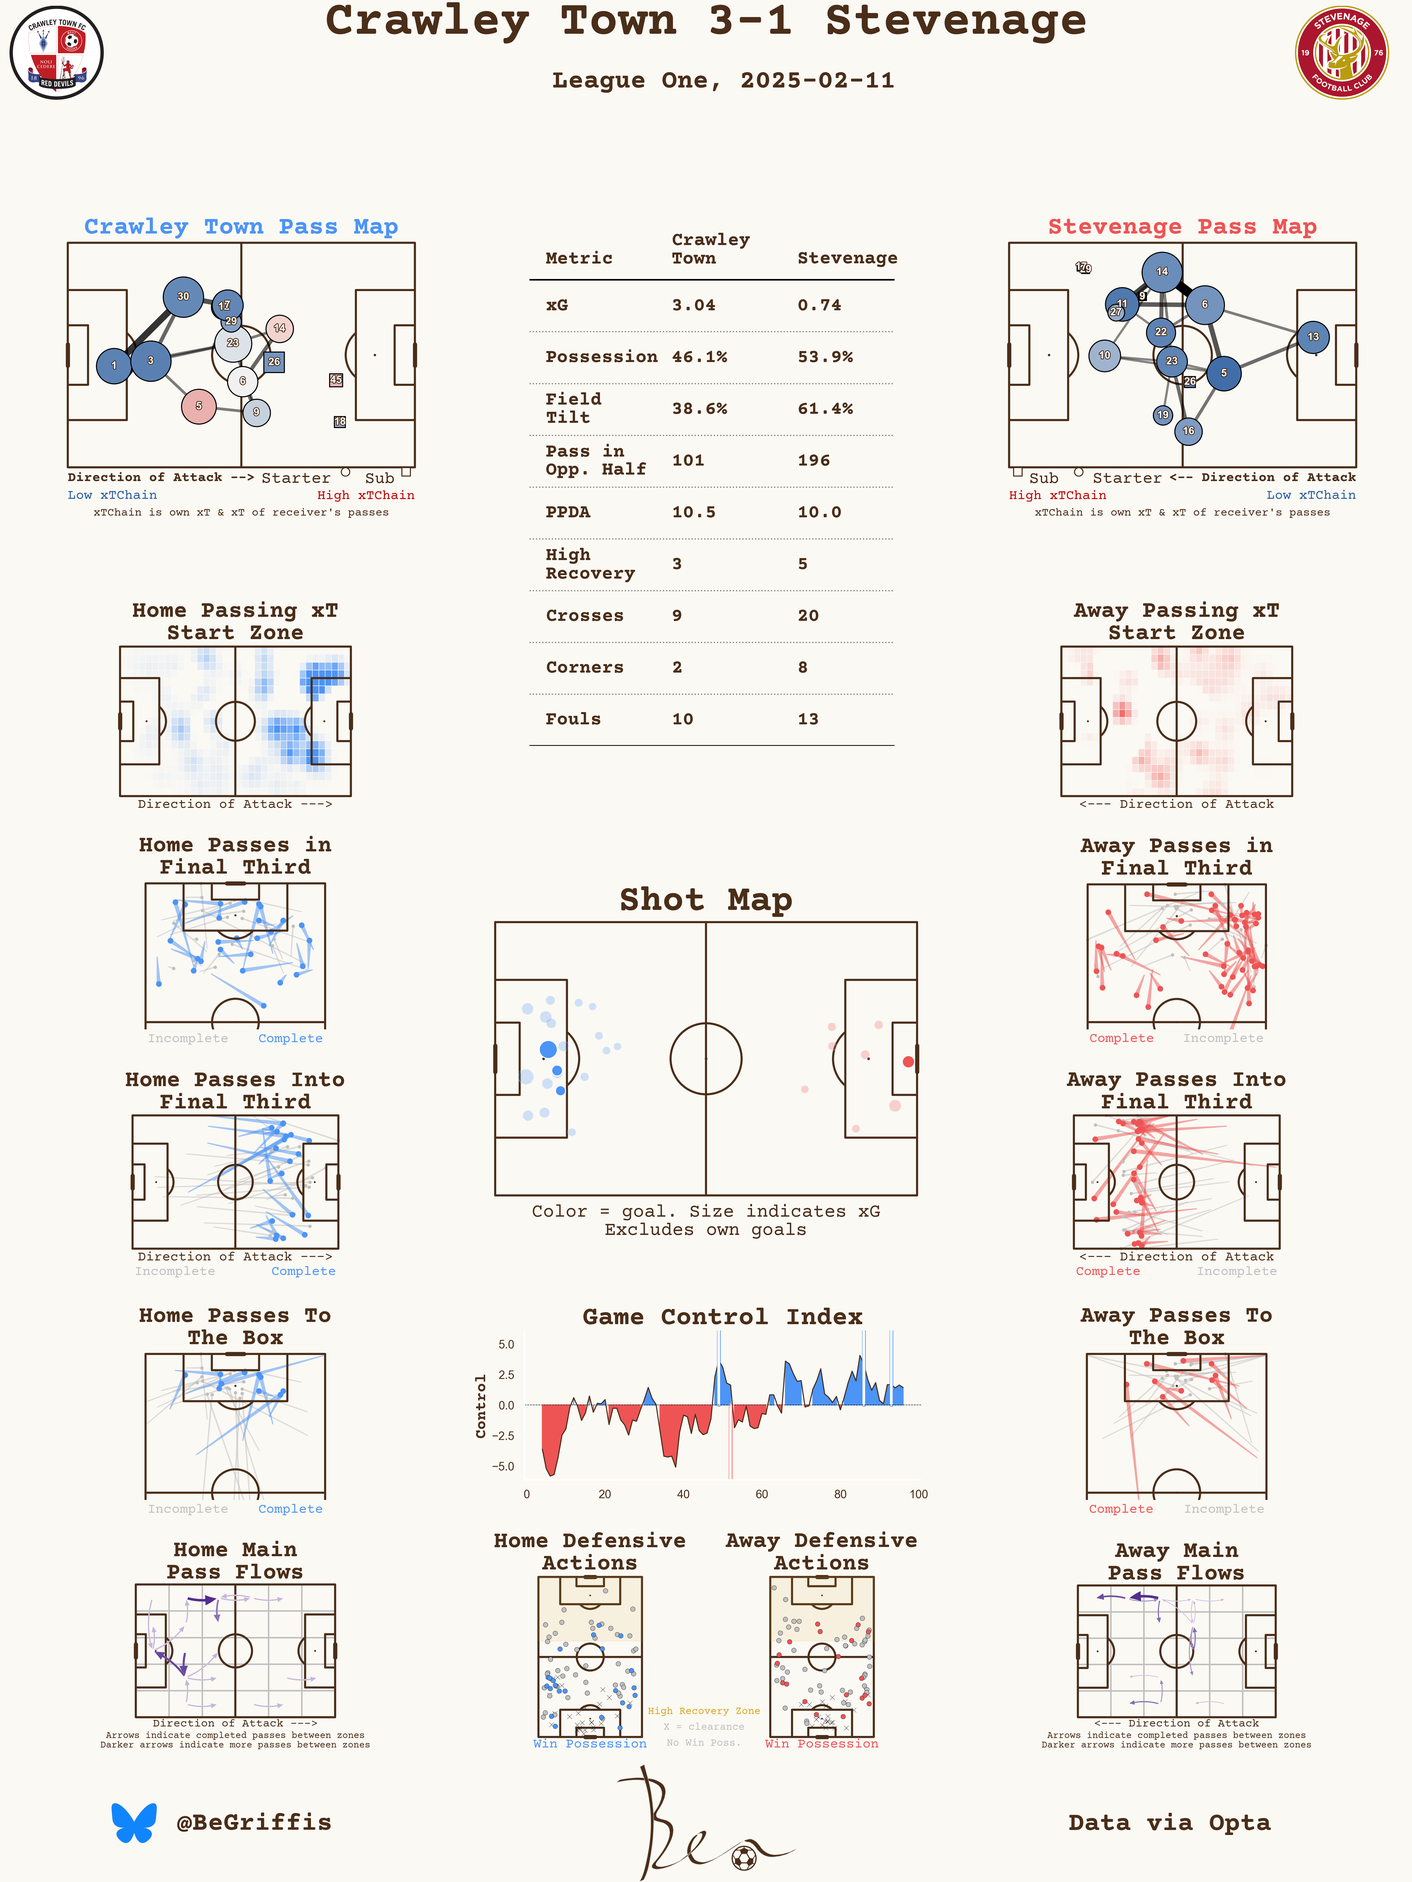 Crawley Town 3-1 Stevenage
League One, 2025-02-11
CRAWLEY TOWN FC
NOLI CEDERE
18 96
RED DEVILS
STEVENAGE
19 76
FOOTBALL CLUB
Crawley Town Pass Map
30
17
29
14
23
26
1
3
6
45
5
9
18
Direction of Attack --> Starter Sub
Low xTChain High xTChain
xTChain is own xT & xT of receiver's passes
Metric Crawley Town Stevenage
xG 3.04 0.74
Possession 46.1% 53.9%
Field Tilt 38.6% 61.4%
Pass in Opp. Half 101 196
PPDA 10.5 10.0
High Recovery 3 5
Crosses 9 20
Corners 2 8
Fouls 10 13
Stevenage Pass Map
14
9
11
6
27
22
13
10
23
5
26
19
16
Sub Starter <-- Direction of Attack
High xTChain Low xTChain
xTChain is own xT & xT of receiver's passes
Home Passing xT
Start Zone
Direction of Attack --->
Away Passing xT
Start Zone
<--- Direction of Attack
Home Passes in
Final Third
Incomplete Complete
Away Passes in
Final Third
Complete Incomplete
Shot Map
Color = goal. Size indicates xG
Excludes own goals
Home Passes Into
Final Third
Direction of Attack --->
Incomplete Complete
Away Passes Into
Final Third
<--- Direction of Attack
Complete Incomplete
Home Passes To
The Box
Incomplete Complete
Game Control Index
Control
5.0
2.5
0.0
−2.5
−5.0
0 20 40 60 80 100
Away Passes To
The Box
Complete Incomplete
Home Main
Pass Flows
Direction of Attack --->
Arrows indicate completed passes between zones
Darker arrows indicate more passes between zones
Home Defensive
Actions
Win Possession
Away Defensive
Actions
Win Possession
High Recovery Zone
X = clearance
No Win Poss.
Away Main
Pass Flows
<--- Direction of Attack
Arrows indicate completed passes between zones
Darker arrows indicate more passes between zones
@BeGriffis
Ben
Data via Opta